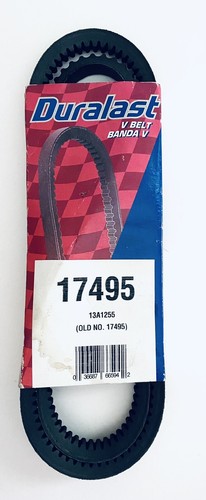 Duralast
V BELT
BANDA V
17495
13A1255
(OLD NO. 17495)
0 36687 66094 2